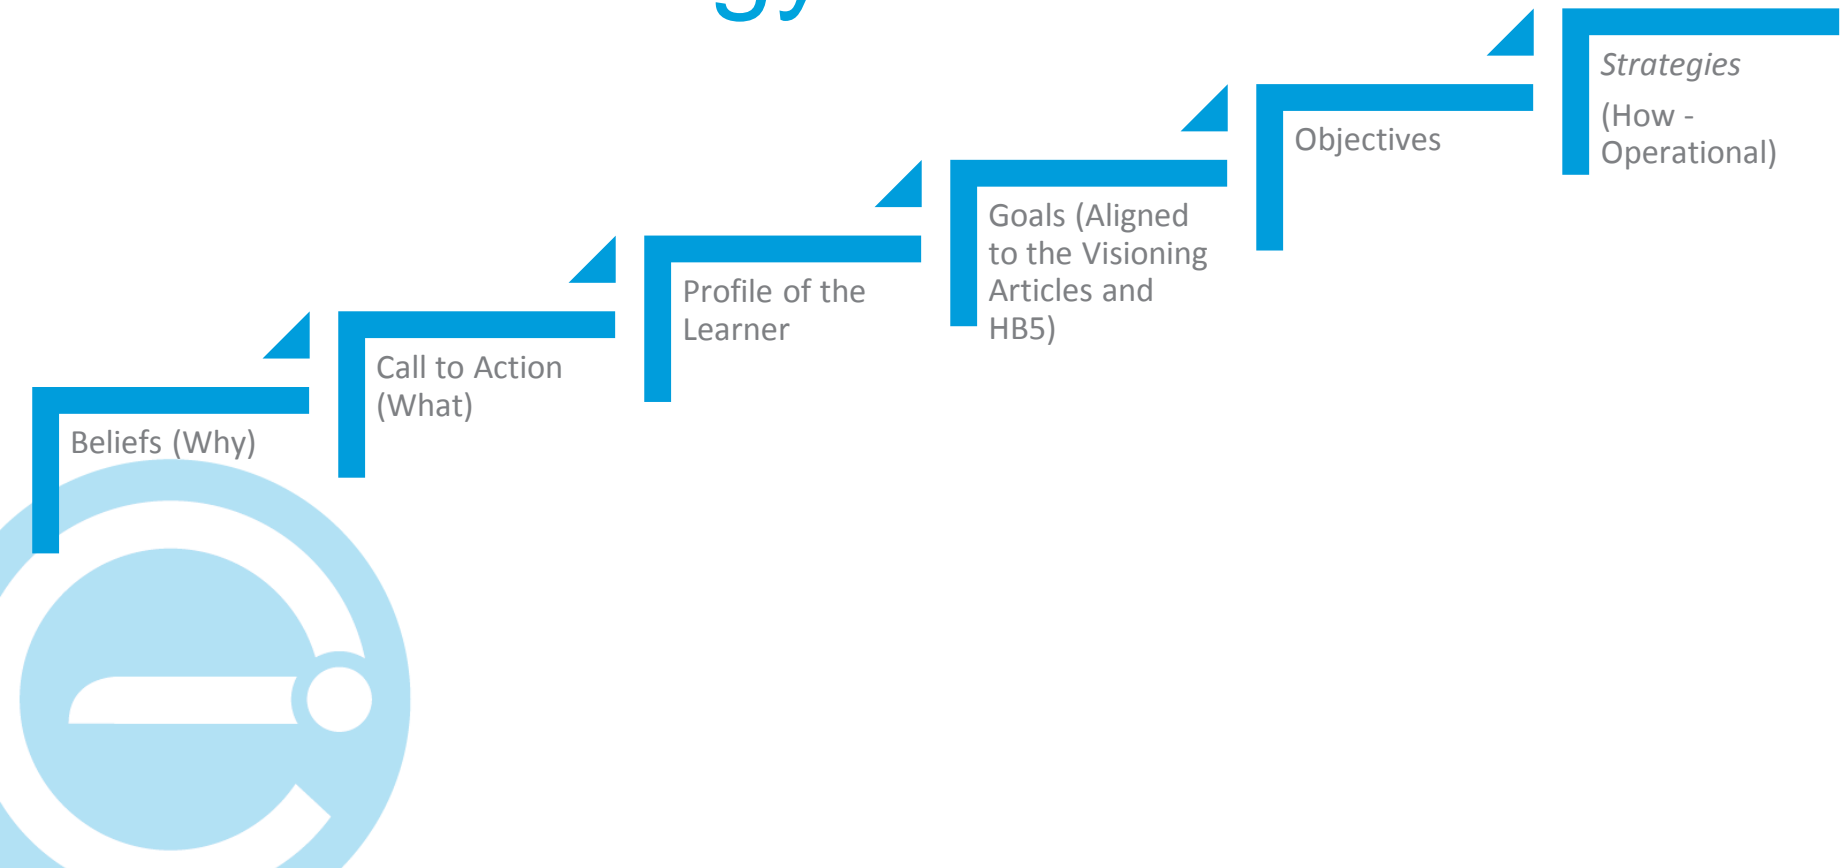 Beliefs (Why)
Call to Action
(What)
Profile of the
Learner
Goals (Aligned
to the Visioning
Articles and
HB5)
Objectives
Strategies
(How -
Operational)